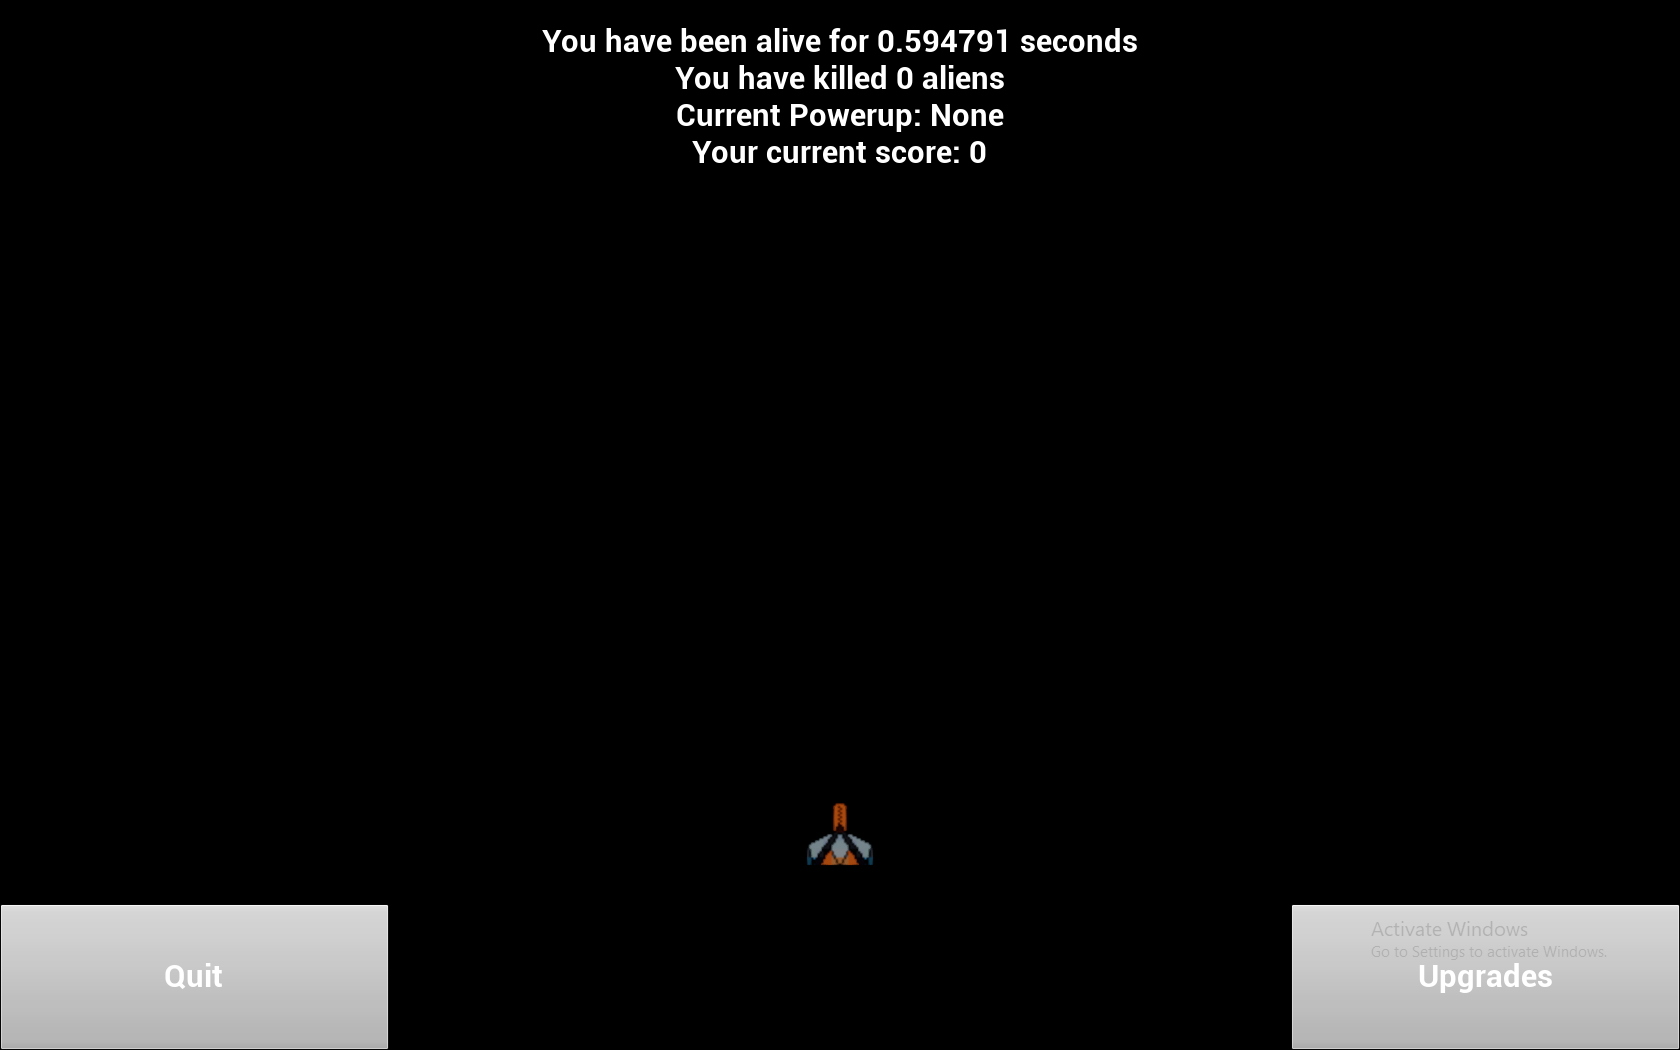 You have been alive for 0.594791 seconds
You have killed 0 aliens
Current Powerup: None
Your current score: 0
Activate Windows
Go to Settings to activate Windows.
Quit
Upgrades